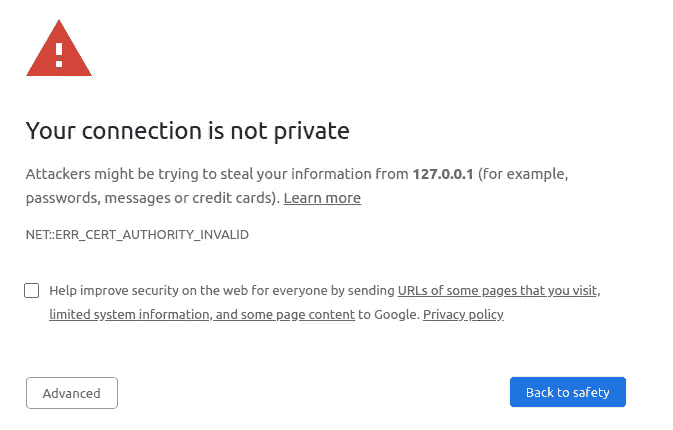 Your connection is not private
Attackers might be trying to steal your information from 127.0.0.1 (for example,
passwords, messages or credit cards). Learn more
NET::ERR_CERT_AUTHORITY_INVALID
Help improve security on the web for everyone by sending URLs of some pages that you visit,
limited system information, and some page content to Google. Privacy policy
Advanced
Back to safety